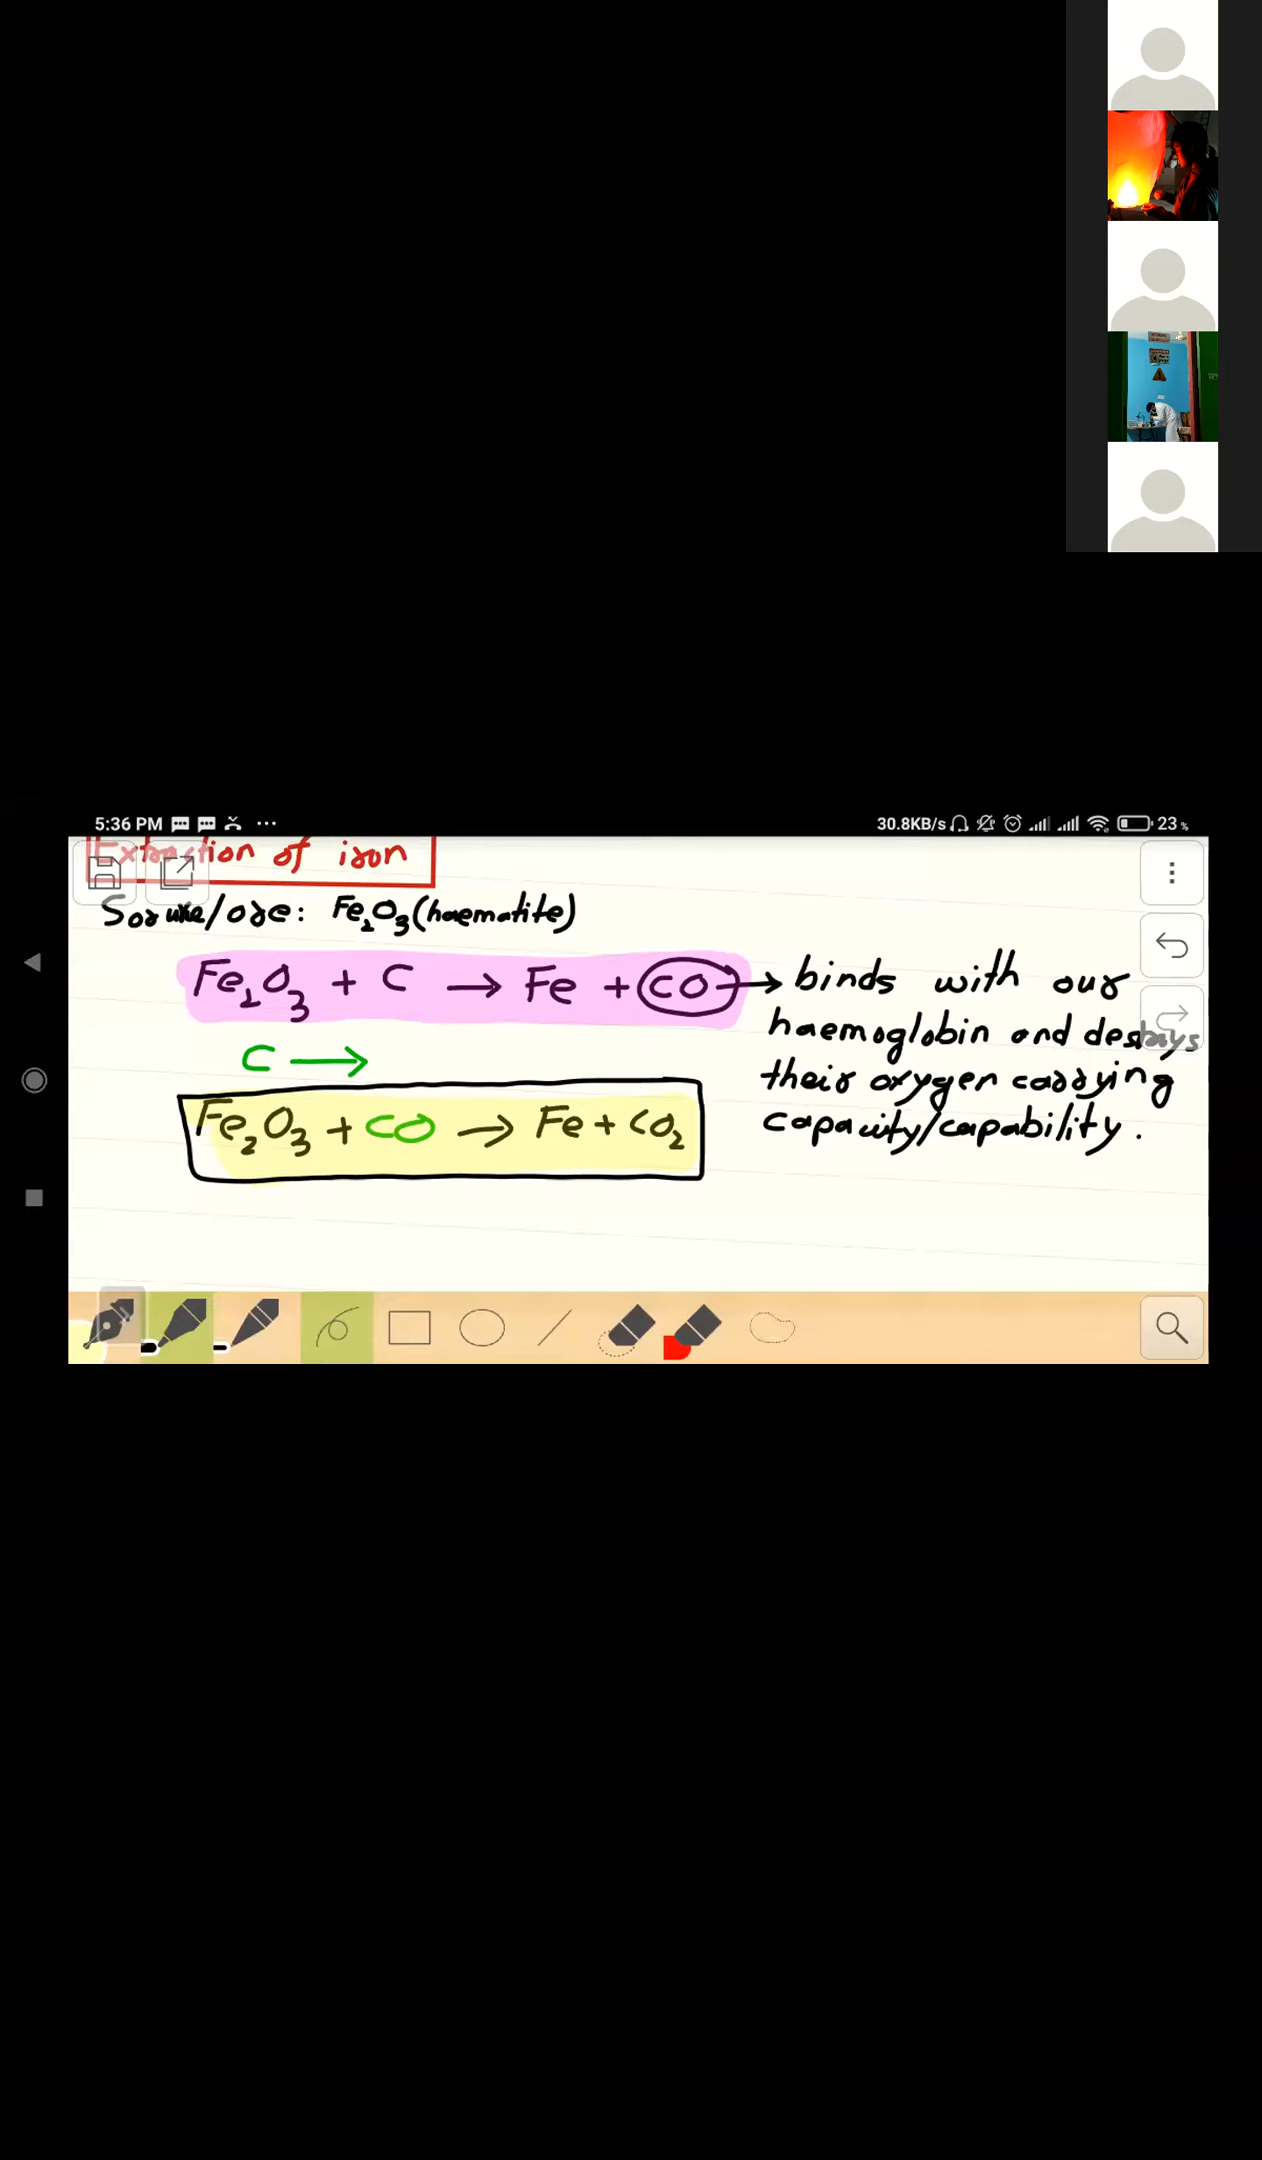 5:36 PM ... 30.8KB/s 23 %
Extraction of iron
/ore: Fe₂O₃(haematite)
Fe₂O₃ + C → Fe + CO → binds with our
haemoglobin and destroys
C →
their oxygen carrying
Fe₂O₃ + CO → Fe + CO₂
capacity/capability.